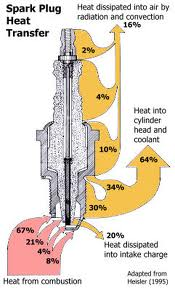 Spark Plug
Heat
Transfer
Heat dissipated into air by
radiation and convection
16%
2%
4%
Heat into
cylinder
head and
coolant
10%
64%
34%
4%
30%
67%
21%
4%
8%
20%
Heat dissipated
into intake charge
Heat from combustion
Adapted from
Heisler (1995)